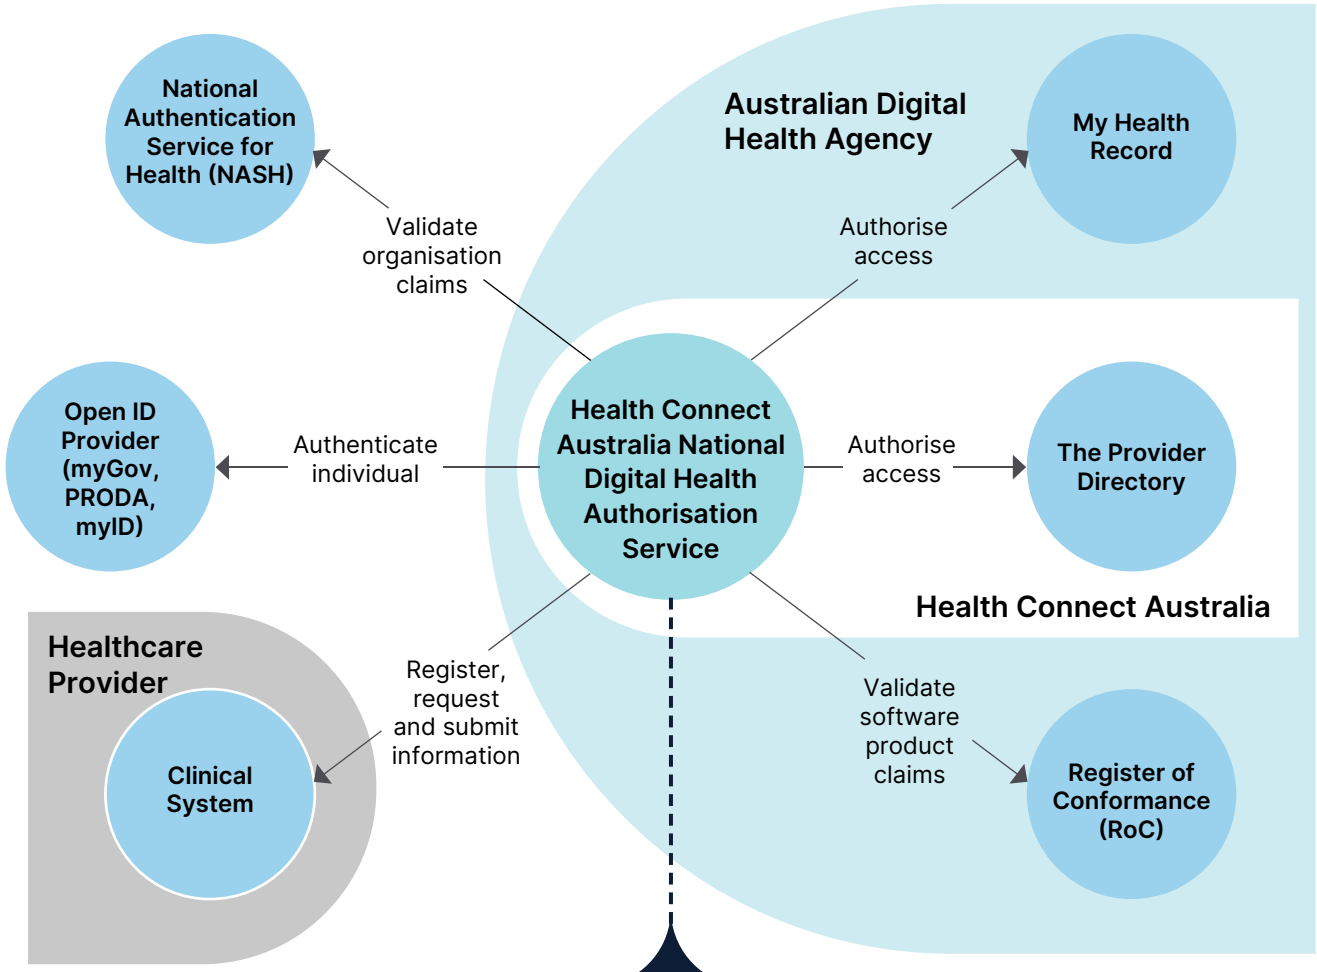 National
Authentication
Service for
Health (NASH)
Australian Digital
Health Agency
My Health
Record
Validate
organisation
claims
Authorise
access
Open ID
Provider
(myGov,
PRODA,
myID)
Authenticate
individual
Health Connect
Australia National
Digital Health
Authorisation
Service
Authorise
access
The Provider
Directory
Health Connect Australia
Healthcare
Provider
Clinical
System
Register,
request
and submit
information
Validate
software
product
claims
Register of
Conformance
(RoC)